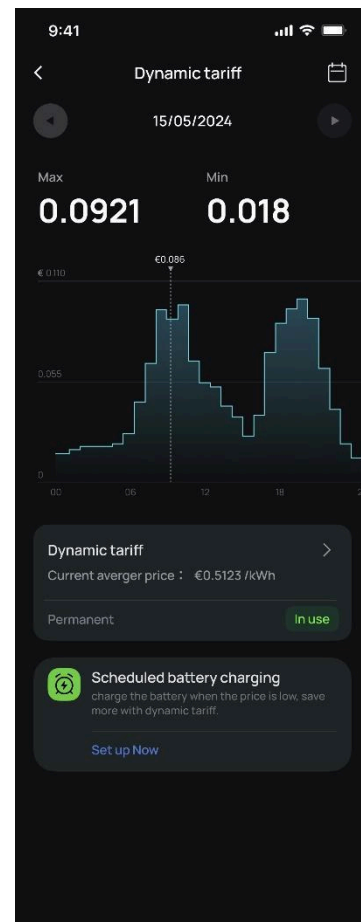 9:41
Dynamic tariff
15/05/2024
Max Min
0.0921 0.018
€0.086
€ 0.110
0.055
0
00 06 12 18 2
Dynamic tariff
Current averger price： €0.5123 /kWh
Permanent In use
Scheduled battery charging
charge the battery when the price is low, save
more with dynamic tariff.
Set up Now